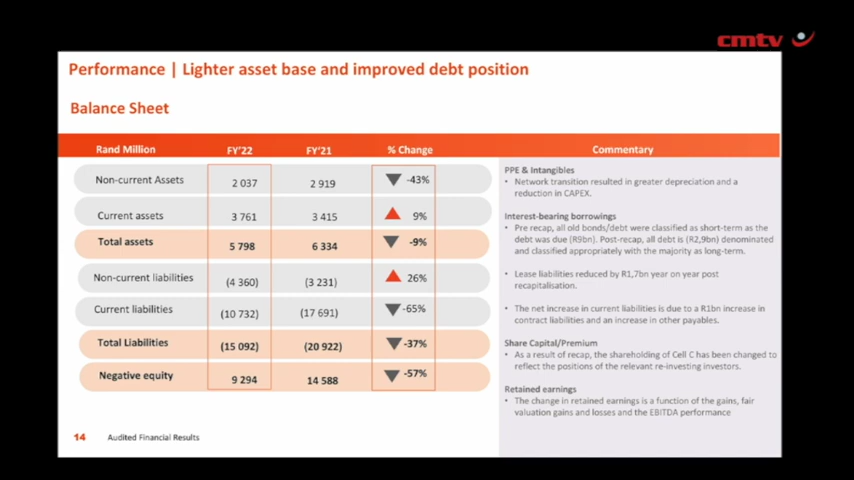 cmtv
Performance | Lighter asset base and improved debt position
Balance Sheet
Rand Million FY'22 FY'21 % Change Commentary
Non-current Assets 2 037 2 919 -43%
Current assets 3 761 3 415 9%
Total assets 5 798 6 334 -9%
Non-current liabilities (4 360) (3 231) 26%
Current liabilities (10 732) (17 691) -65%
Total Liabilities (15 092) (20 922) -37%
Negative equity 9 294 14 588 -57%
PPE & Intangibles
• Network transition resulted in greater depreciation and a
reduction in CAPEX.
Interest-bearing borrowings
• Pre recap, all old bonds/debt were classified as short-term as the
debt was due (R9bn). Post-recap, all debt is (R2,9bn) denominated
and classified appropriately with the majority as long-term.
• Lease liabilities reduced by R1,7bn year on year post
recapitalisation.
• The net increase in current liabilities is due to a R1bn increase in
contract liabilities and an increase in other payables.
Share Capital/Premium
• As a result of recap, the shareholding of Cell C has been changed to
reflect the positions of the relevant re-investing investors.
Retained earnings
• The change in retained earnings is a function of the gains, fair
valuation gains and losses and the EBITDA performance
14 Audited Financial Results